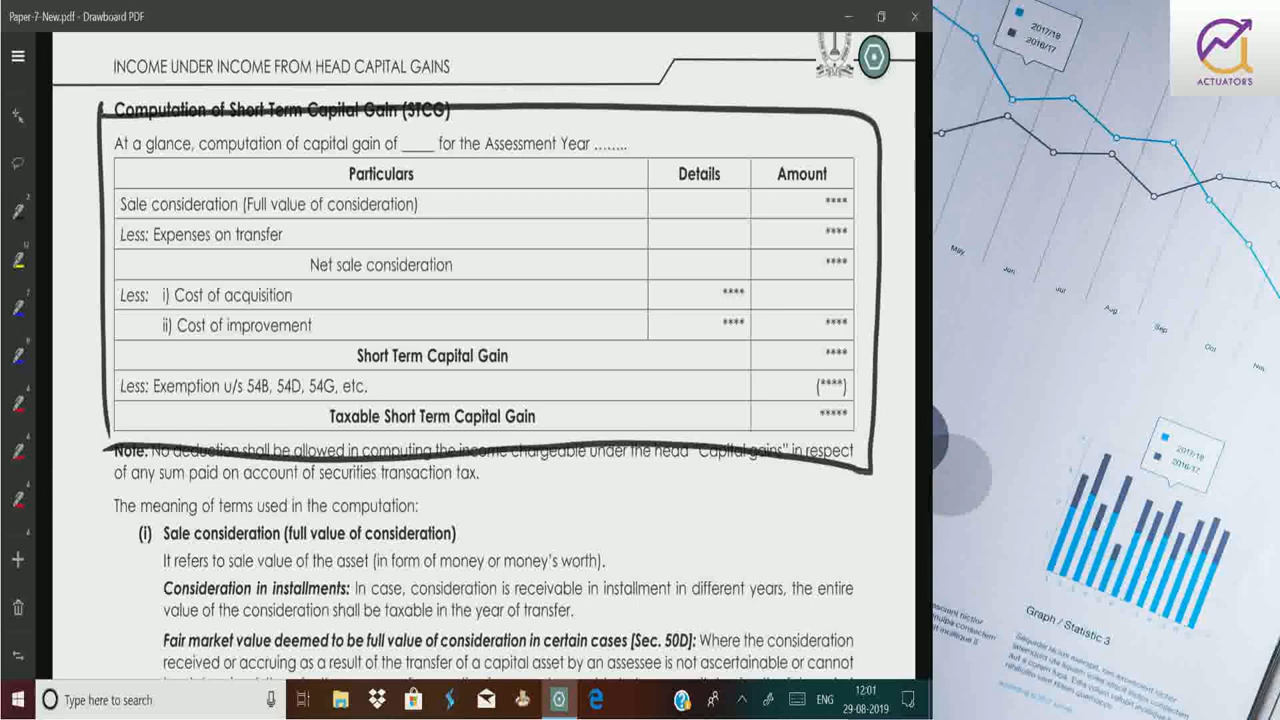 Paper-7-New.pdf - Drawboard PDF
INCOME UNDER INCOME FROM HEAD CAPITAL GAINS
Computation of Short Term Capital Gain (STCG)
At a glance, computation of capital gain of ____ for the Assessment Year ........
Particulars Details Amount
Sale consideration (Full value of consideration) ****
Less: Expenses on transfer ****
Net sale consideration ****
Less: i) Cost of acquisition ****
ii) Cost of improvement **** ****
Short Term Capital Gain ****
Less: Exemption u/s 54B, 54D, 54G, etc. (****)
Taxable Short Term Capital Gain *****
Note: No deduction shall be allowed in computing the income chargeable under the head "Capital gains" in respect
of any sum paid on account of securities transaction tax.
The meaning of terms used in the computation:
(i) Sale consideration (full value of consideration)
It refers to sale value of the asset (in form of money or money's worth).
Consideration in installments: In case, consideration is receivable in installment in different years, the entire
value of the consideration shall be taxable in the year of transfer.
Fair market value deemed to be full value of consideration in certain cases [Sec. 50D]: Where the consideration
received or accruing as a result of the transfer of a capital asset by an assessee is not ascertainable or cannot
Type here to search
ENG
12:01
29-08-2019
ACTUATORS
2017/18
2016/17
May
Jun
Jul
Aug
Sep
Oct
Nov
2017/18
2016/17
Graph / Statistic 3